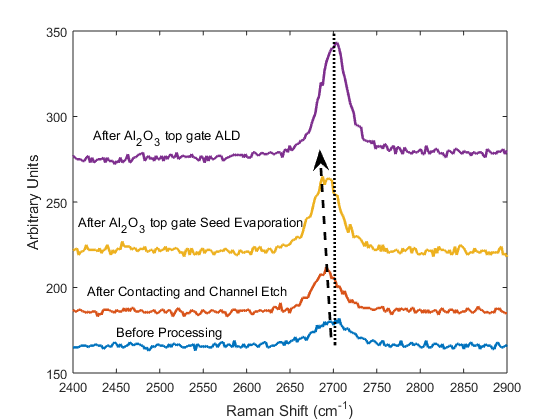 350
300
250
200
150
Arbitrary Units
After Al2O3 top gate ALD
After Al2O3 top gate Seed Evaporation
After Contacting and Channel Etch
Before Processing
2400 2450 2500 2550 2600 2650 2700 2750 2800 2850 2900
Raman Shift (cm-1)